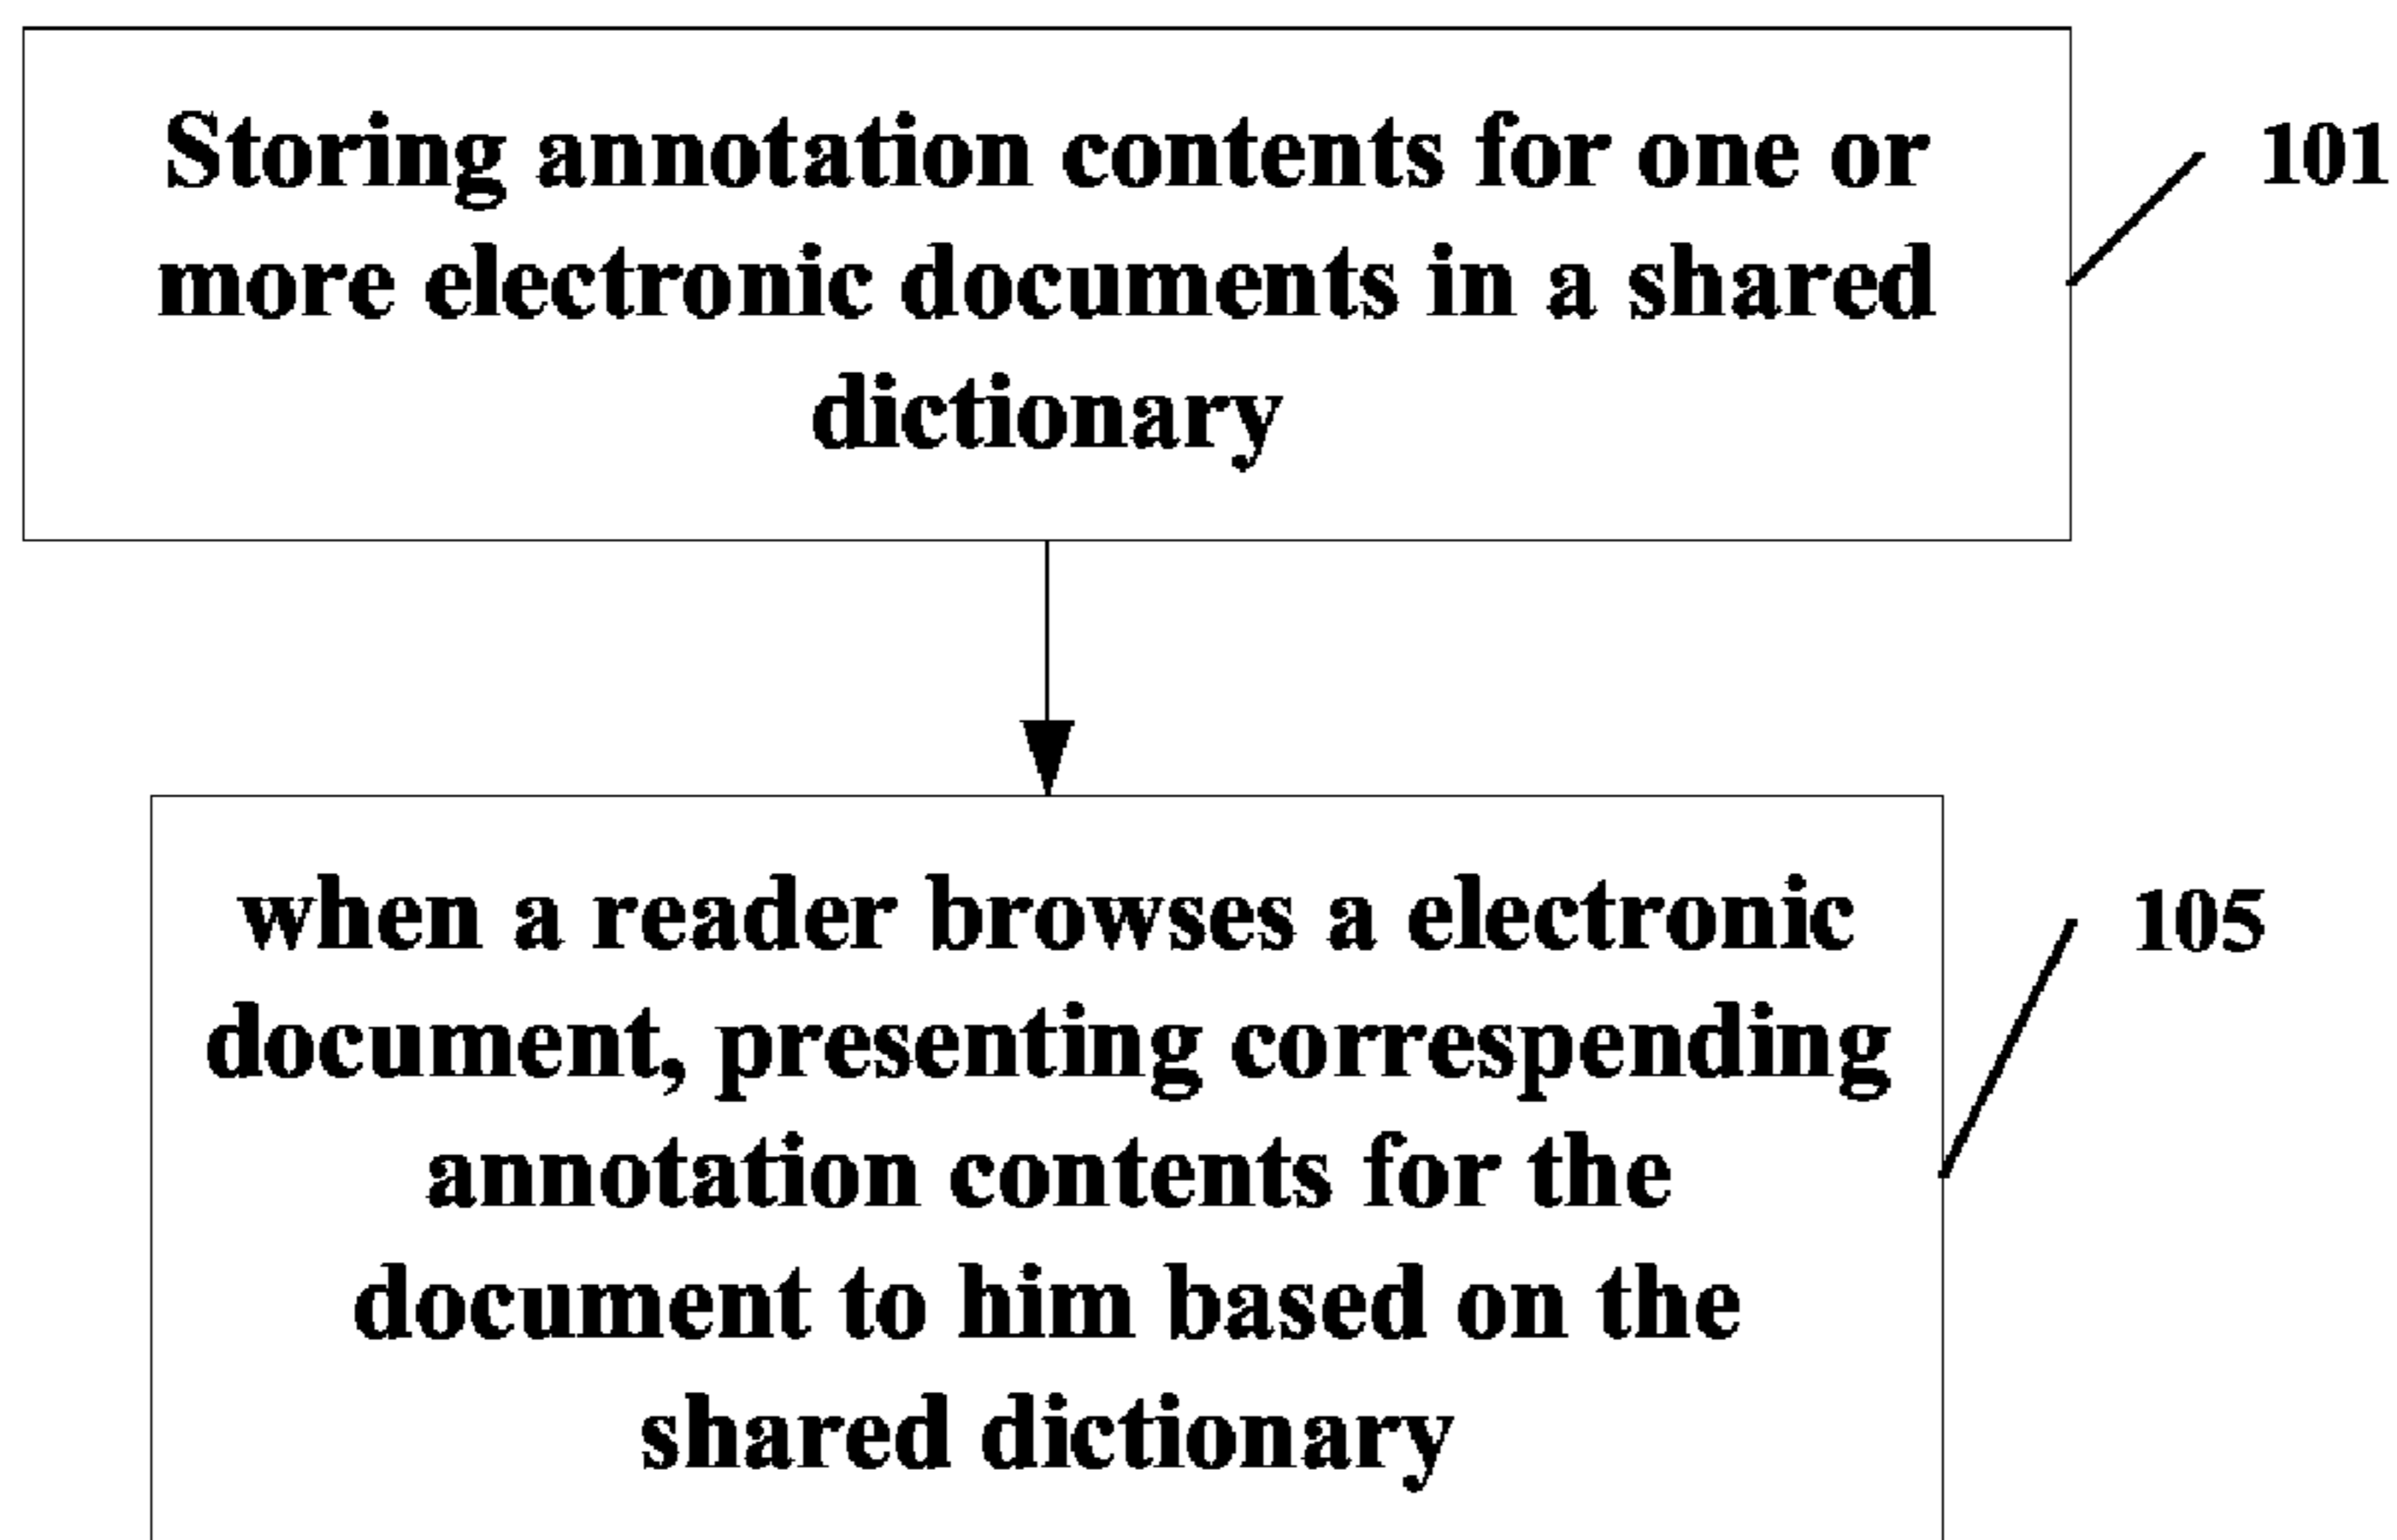 Storing annotation contents for one or
more electronic documents in a shared
dictionary
101
when a reader browses a electronic
document, presenting correspending
annotation contents for the
document to him based on the
shared dictionary
105